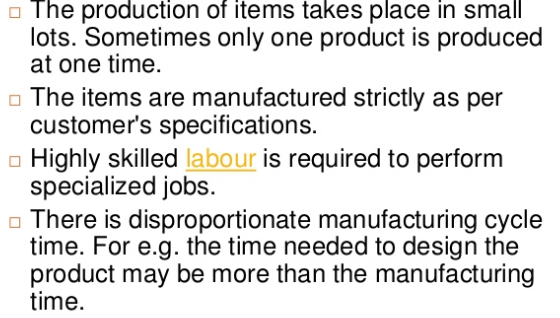 □ The production of items takes place in small
lots. Sometimes only one product is produced
at one time.
□ The items are manufactured strictly as per
customer's specifications.
□ Highly skilled labour is required to perform
specialized jobs.
□ There is disproportionate manufacturing cycle
time. For e.g. the time needed to design the
product may be more than the manufacturing
time.